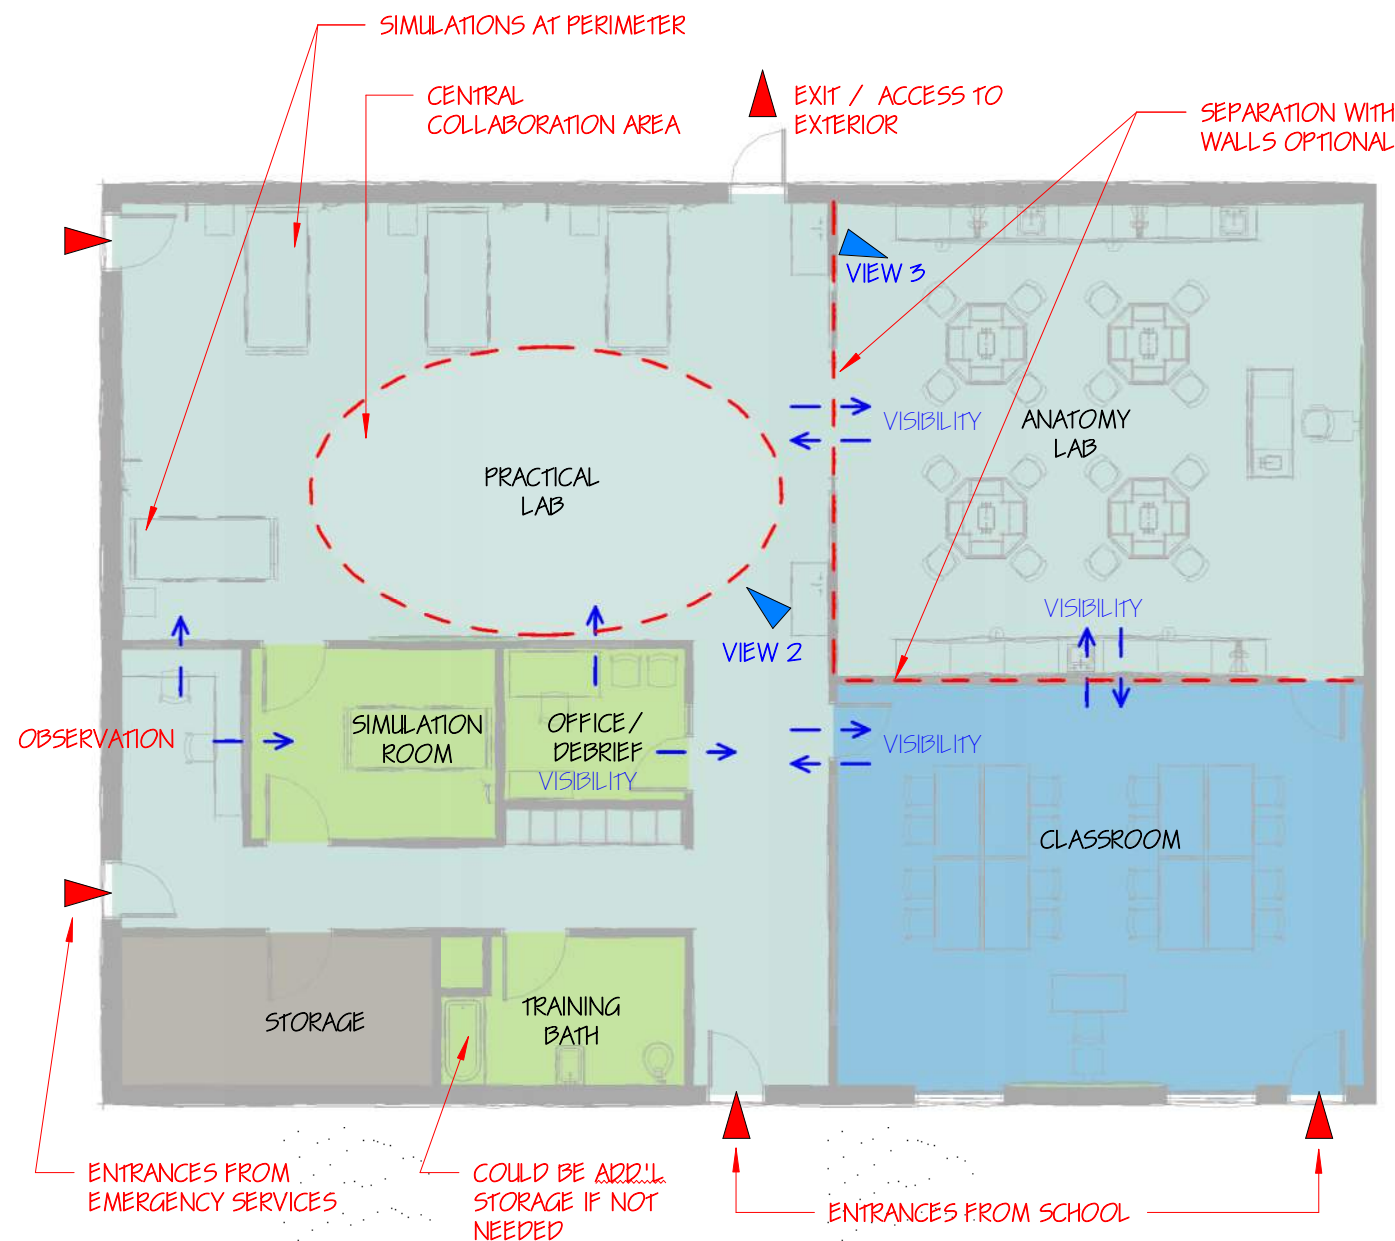 SIMULATIONS AT PERIMETER
CENTRAL
COLLABORATION AREA
EXIT / ACCESS TO
EXTERIOR
SEPARATION WITH
WALLS OPTIONAL
VIEW 3
VISIBILITY
ANATOMY
LAB
PRACTICAL
LAB
VISIBILITY
VIEW 2
OBSERVATION
SIMULATION
ROOM
OFFICE/
DEBRIEF
VISIBILITY
VISIBILITY
CLASSROOM
STORAGE
TRAINING
BATH
ENTRANCES FROM
EMERGENCY SERVICES
COULD BE ADD'L
STORAGE IF NOT
NEEDED
ENTRANCES FROM SCHOOL